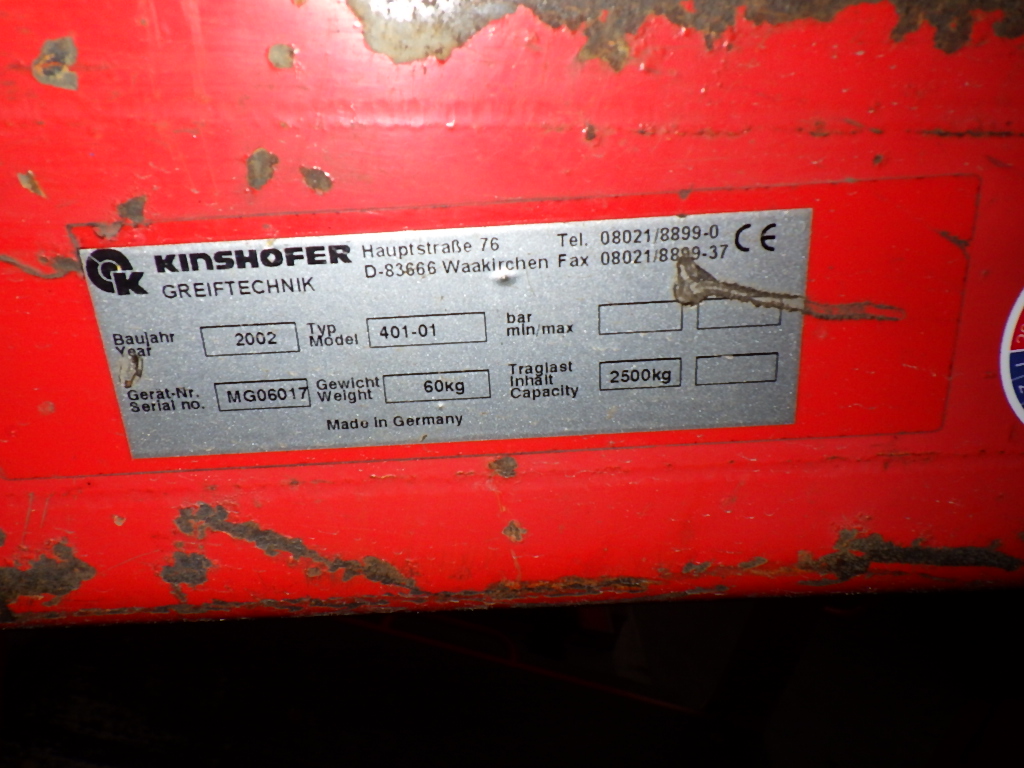 KINSHOFER
GREIFTECHNIK
Hauptstraße 76 Tel. 08021/8899-0
D-83666 Waakirchen Fax 08021/8899-37
CE
Baujahr
Year 2002
Typ
Model 401-01
bar
min/max
Gerät-Nr.
Serial no. MG06017
Gewicht
Weight 60kg
Traglast
Inhalt
Capacity 2500kg
Made in Germany